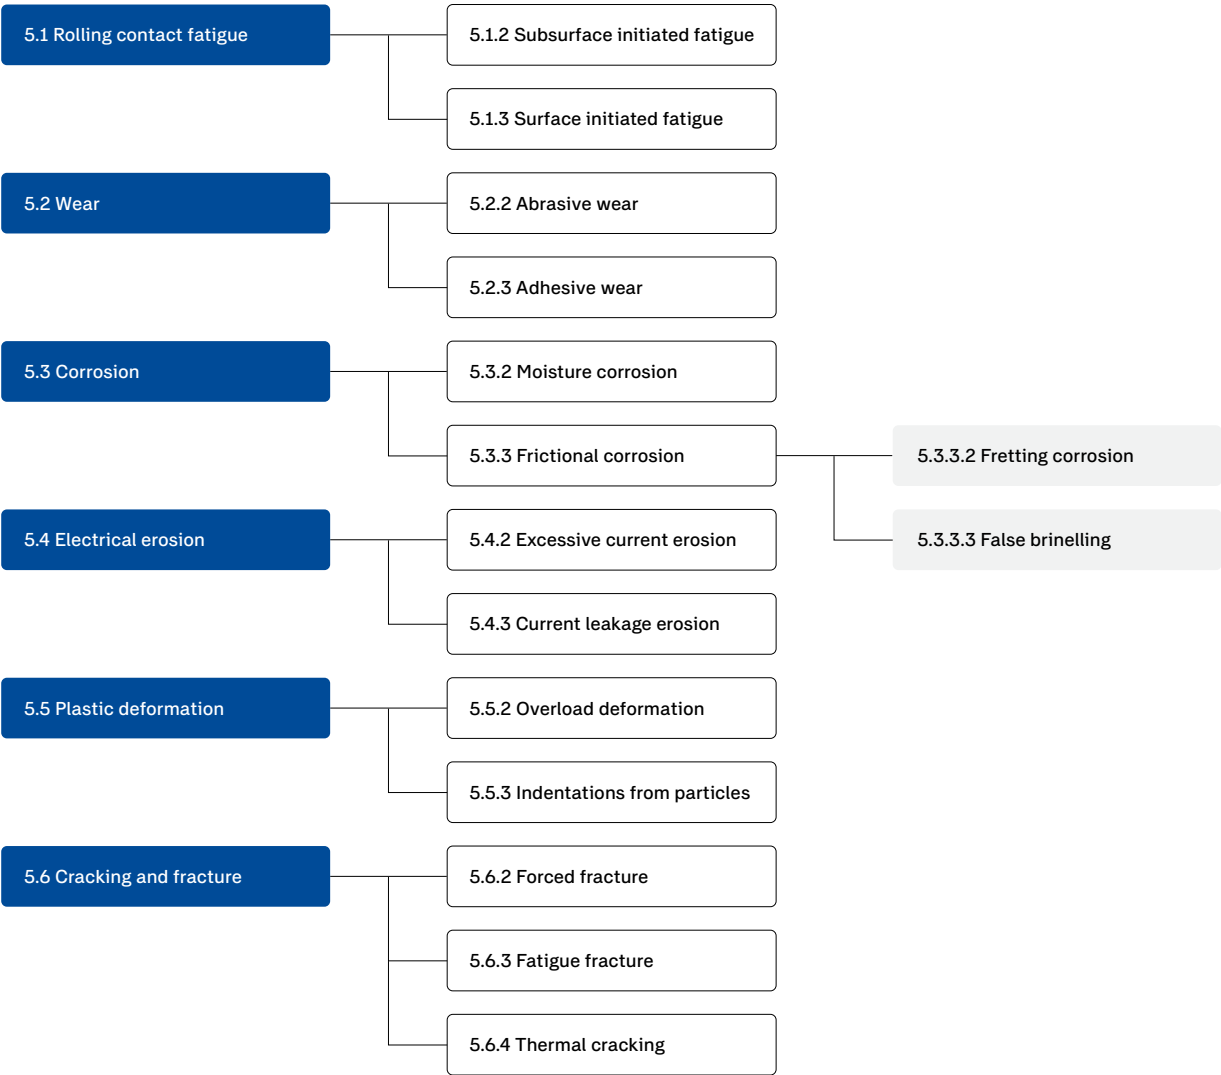 5.1 Rolling contact fatigue
5.1.2 Subsurface initiated fatigue
5.1.3 Surface initiated fatigue
5.2 Wear
5.2.2 Abrasive wear
5.2.3 Adhesive wear
5.3 Corrosion
5.3.2 Moisture corrosion
5.3.3 Frictional corrosion
5.3.3.2 Fretting corrosion
5.3.3.3 False brinelling
5.4 Electrical erosion
5.4.2 Excessive current erosion
5.4.3 Current leakage erosion
5.5 Plastic deformation
5.5.2 Overload deformation
5.5.3 Indentations from particles
5.6 Cracking and fracture
5.6.2 Forced fracture
5.6.3 Fatigue fracture
5.6.4 Thermal cracking